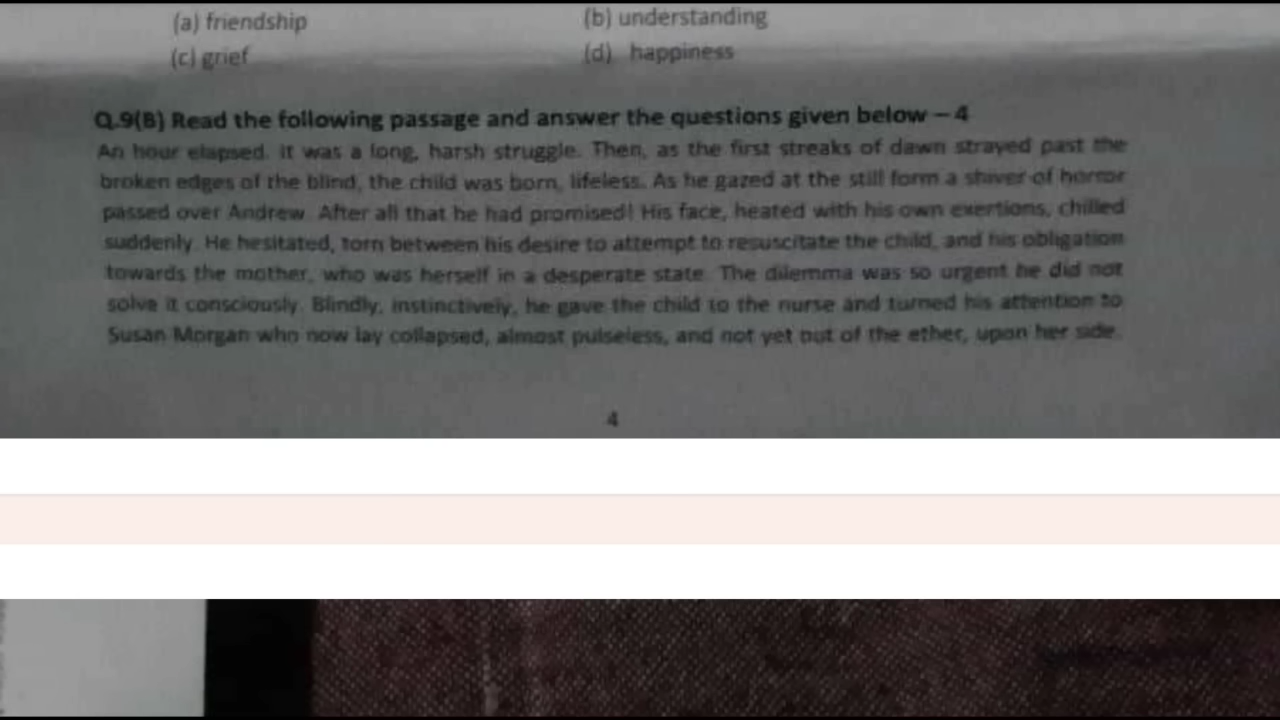 (a) friendship (b) understanding
(c) grief (d) happiness
Q.9(B) Read the following passage and answer the questions given below – 4
An hour elapsed. It was a long, harsh struggle. Then, as the first streaks of dawn strayed past the
broken edges of the blind, the child was born, lifeless. As he gazed at the still form a shiver of horror
passed over Andrew. After all that he had promised! His face, heated with his own exertions, chilled
suddenly. He hesitated, torn between his desire to attempt to resuscitate the child, and his obligation
towards the mother, who was herself in a desperate state. The dilemma was so urgent he did not
solve it consciously. Blindly, instinctively, he gave the child to the nurse and turned his attention to
Susan Morgan who now lay collapsed, almost pulseless, and not yet out of the ether, upon her side.
4